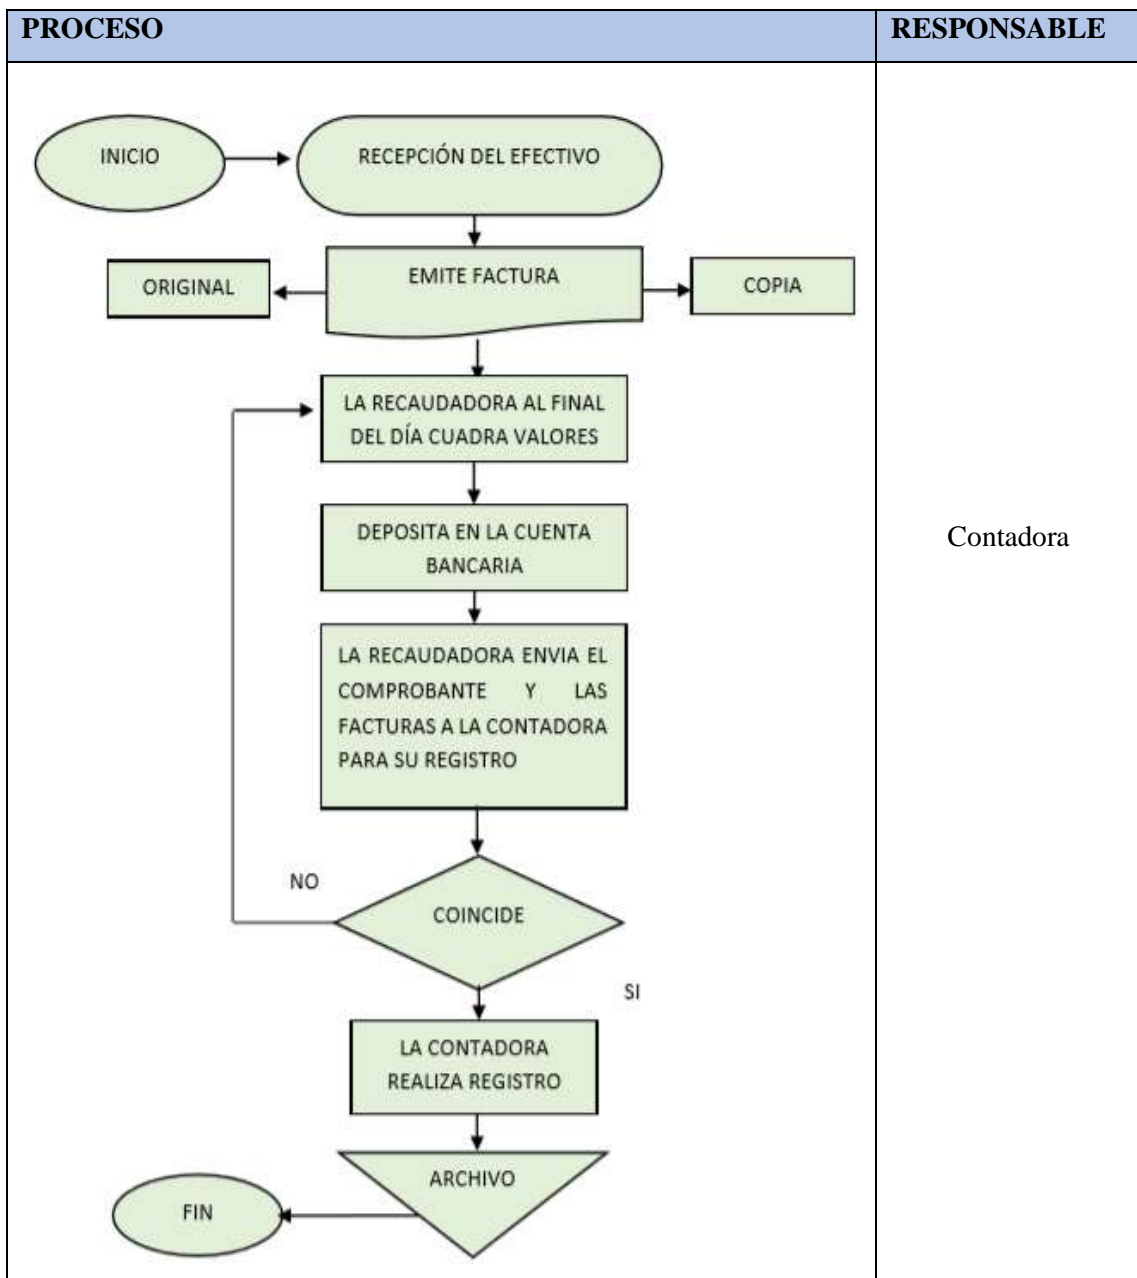 PROCESO
RESPONSABLE
INICIO
RECEPCIÓN DEL EFECTIVO
EMITE FACTURA
ORIGINAL
COPIA
LA RECAUDADORA AL FINAL
DEL DÍA CUADRA VALORES
DEPOSITA EN LA CUENTA
BANCARIA
Contadora
LA RECAUDADORA ENVIA EL
COMPROBANTE Y LAS
FACTURAS A LA CONTADORA
PARA SU REGISTRO
NO
COINCIDE
SI
LA CONTADORA
REALIZA REGISTRO
ARCHIVO
FIN